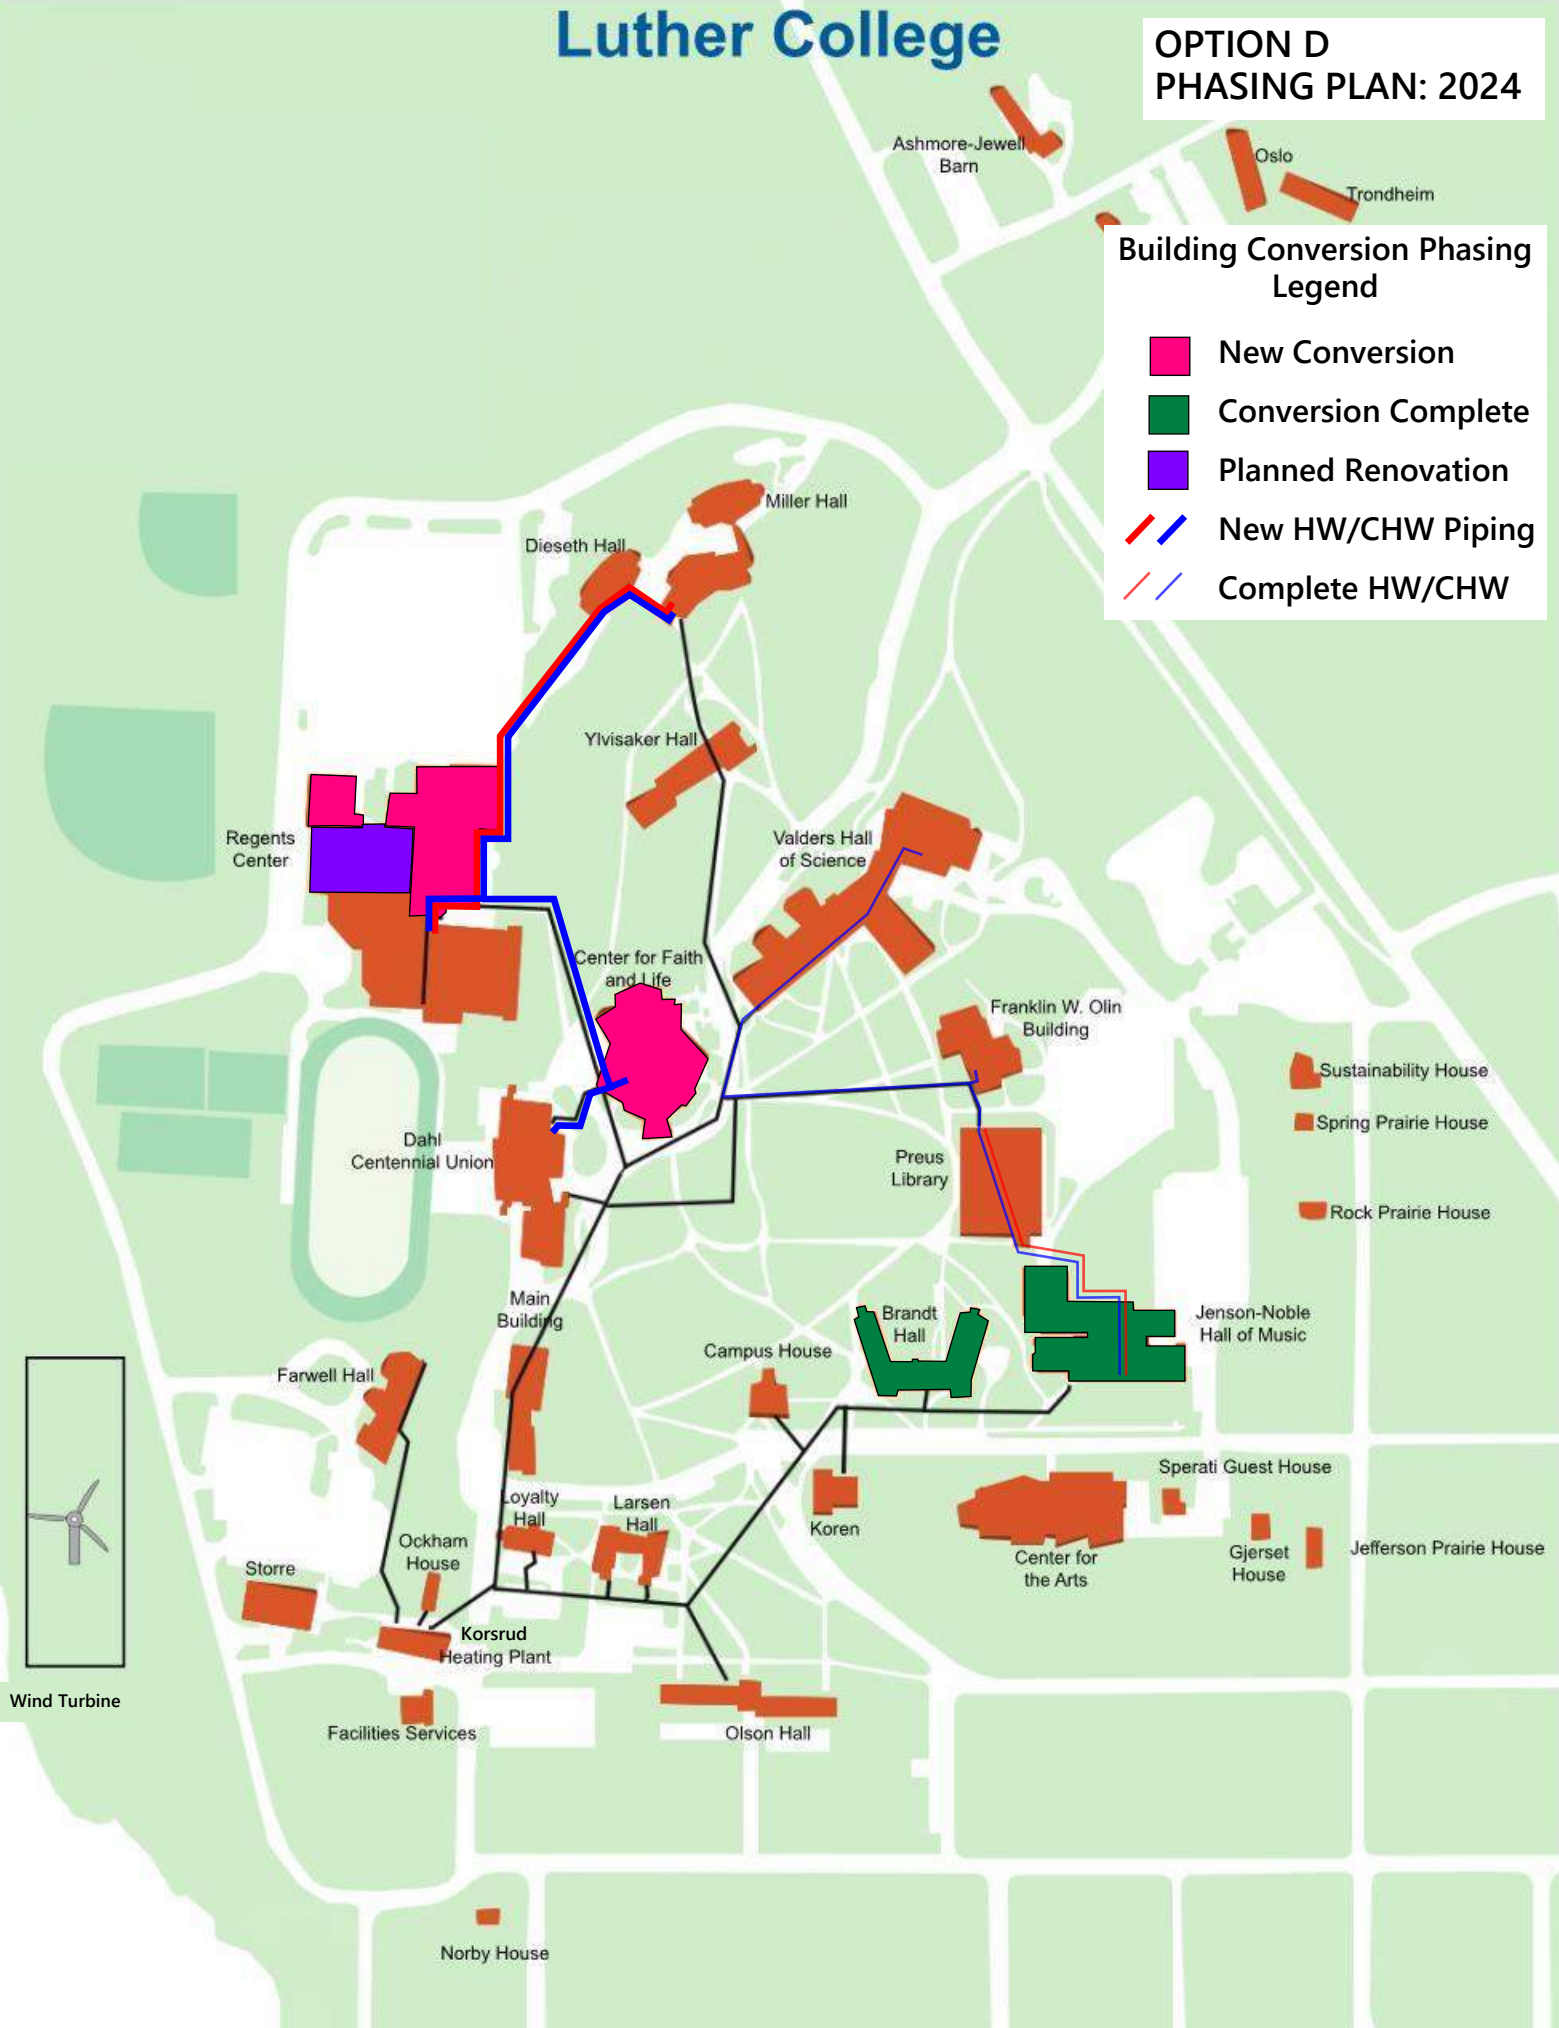 Luther College
OPTION D
PHASING PLAN: 2024
Ashmore-Jewell
Barn
Oslo
Trondheim
Building Conversion Phasing
Legend
New Conversion
Conversion Complete
Planned Renovation
New HW/CHW Piping
Complete HW/CHW
Miller Hall
Dieseth Hall
Ylvisaker Hall
Regents
Center
Valders Hall
of Science
Center for Faith
and Life
Franklin W. Olin
Building
Sustainability House
Spring Prairie House
Dahl
Centennial Union
Preus
Library
Rock Prairie House
Main
Building
Brandt
Hall
Jenson-Noble
Hall of Music
Campus House
Farwell Hall
Sperati Guest House
Loyalty
Hall
Larsen
Hall
Koren
Ockham
House
Center for
the Arts
Gjerset
House
Jefferson Prairie House
Storre
Korsrud
Heating Plant
Wind Turbine
Facilities Services
Olson Hall
Norby House